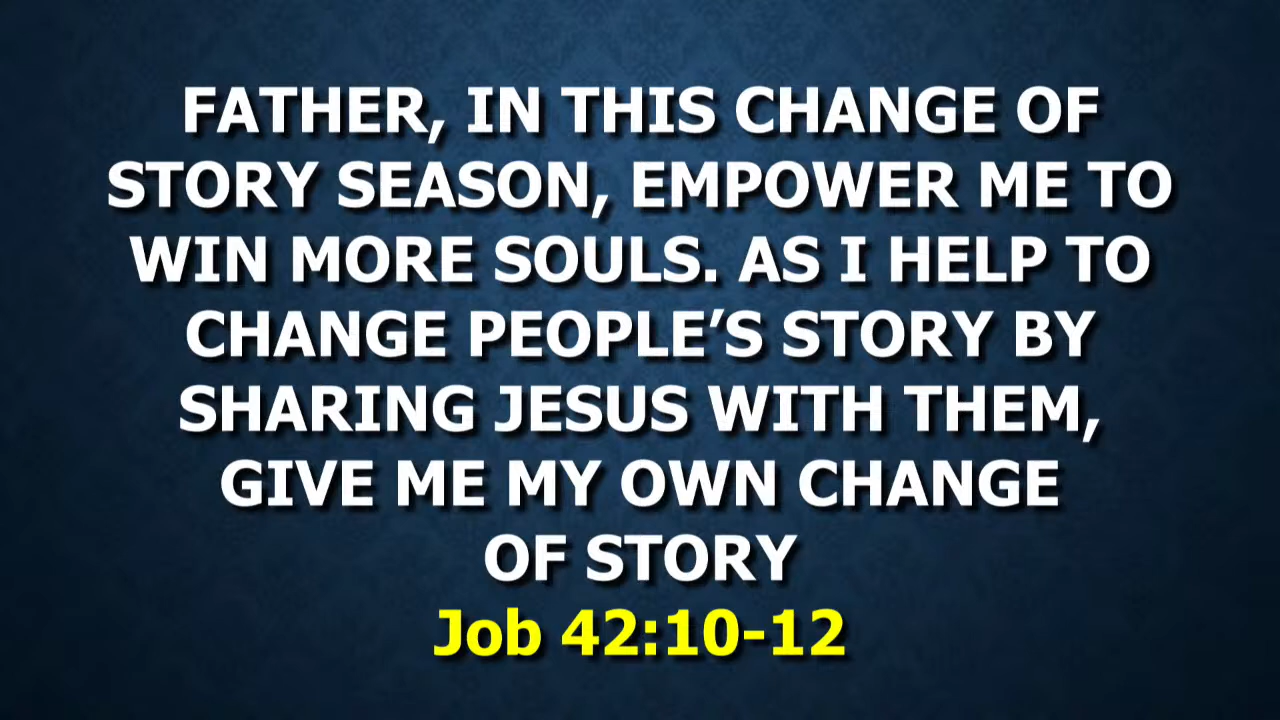 FATHER, IN THIS CHANGE OF
STORY SEASON, EMPOWER ME TO
WIN MORE SOULS. AS I HELP TO
CHANGE PEOPLE’S STORY BY
SHARING JESUS WITH THEM,
GIVE ME MY OWN CHANGE
OF STORY
Job 42:10-12